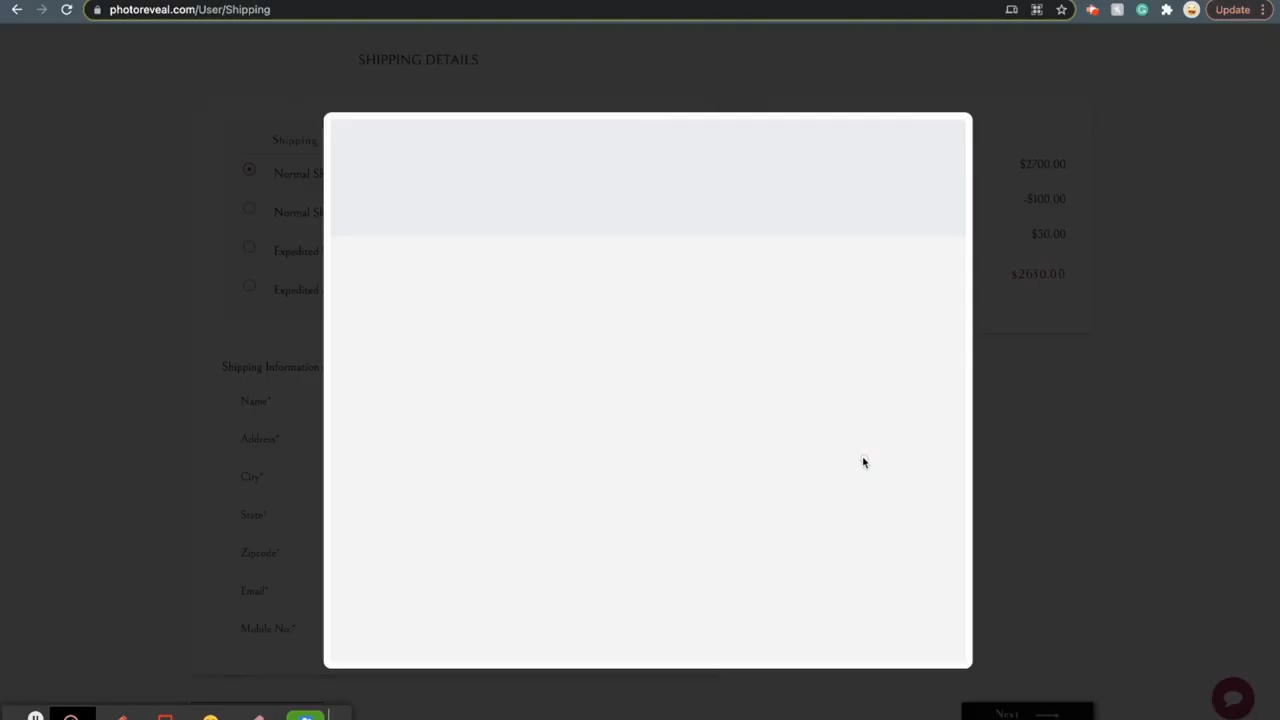 photoreveal.com/User/Shipping
Update
SHIPPING DETAILS
Shipping
Normal Sh
Normal Sh
Expedited
Expedited
$2700.00
-$100.00
$30.00
$2630.00
Shipping Information
Name*
Address*
City*
State*
Zipcode*
Email*
Mobile No.*
Next